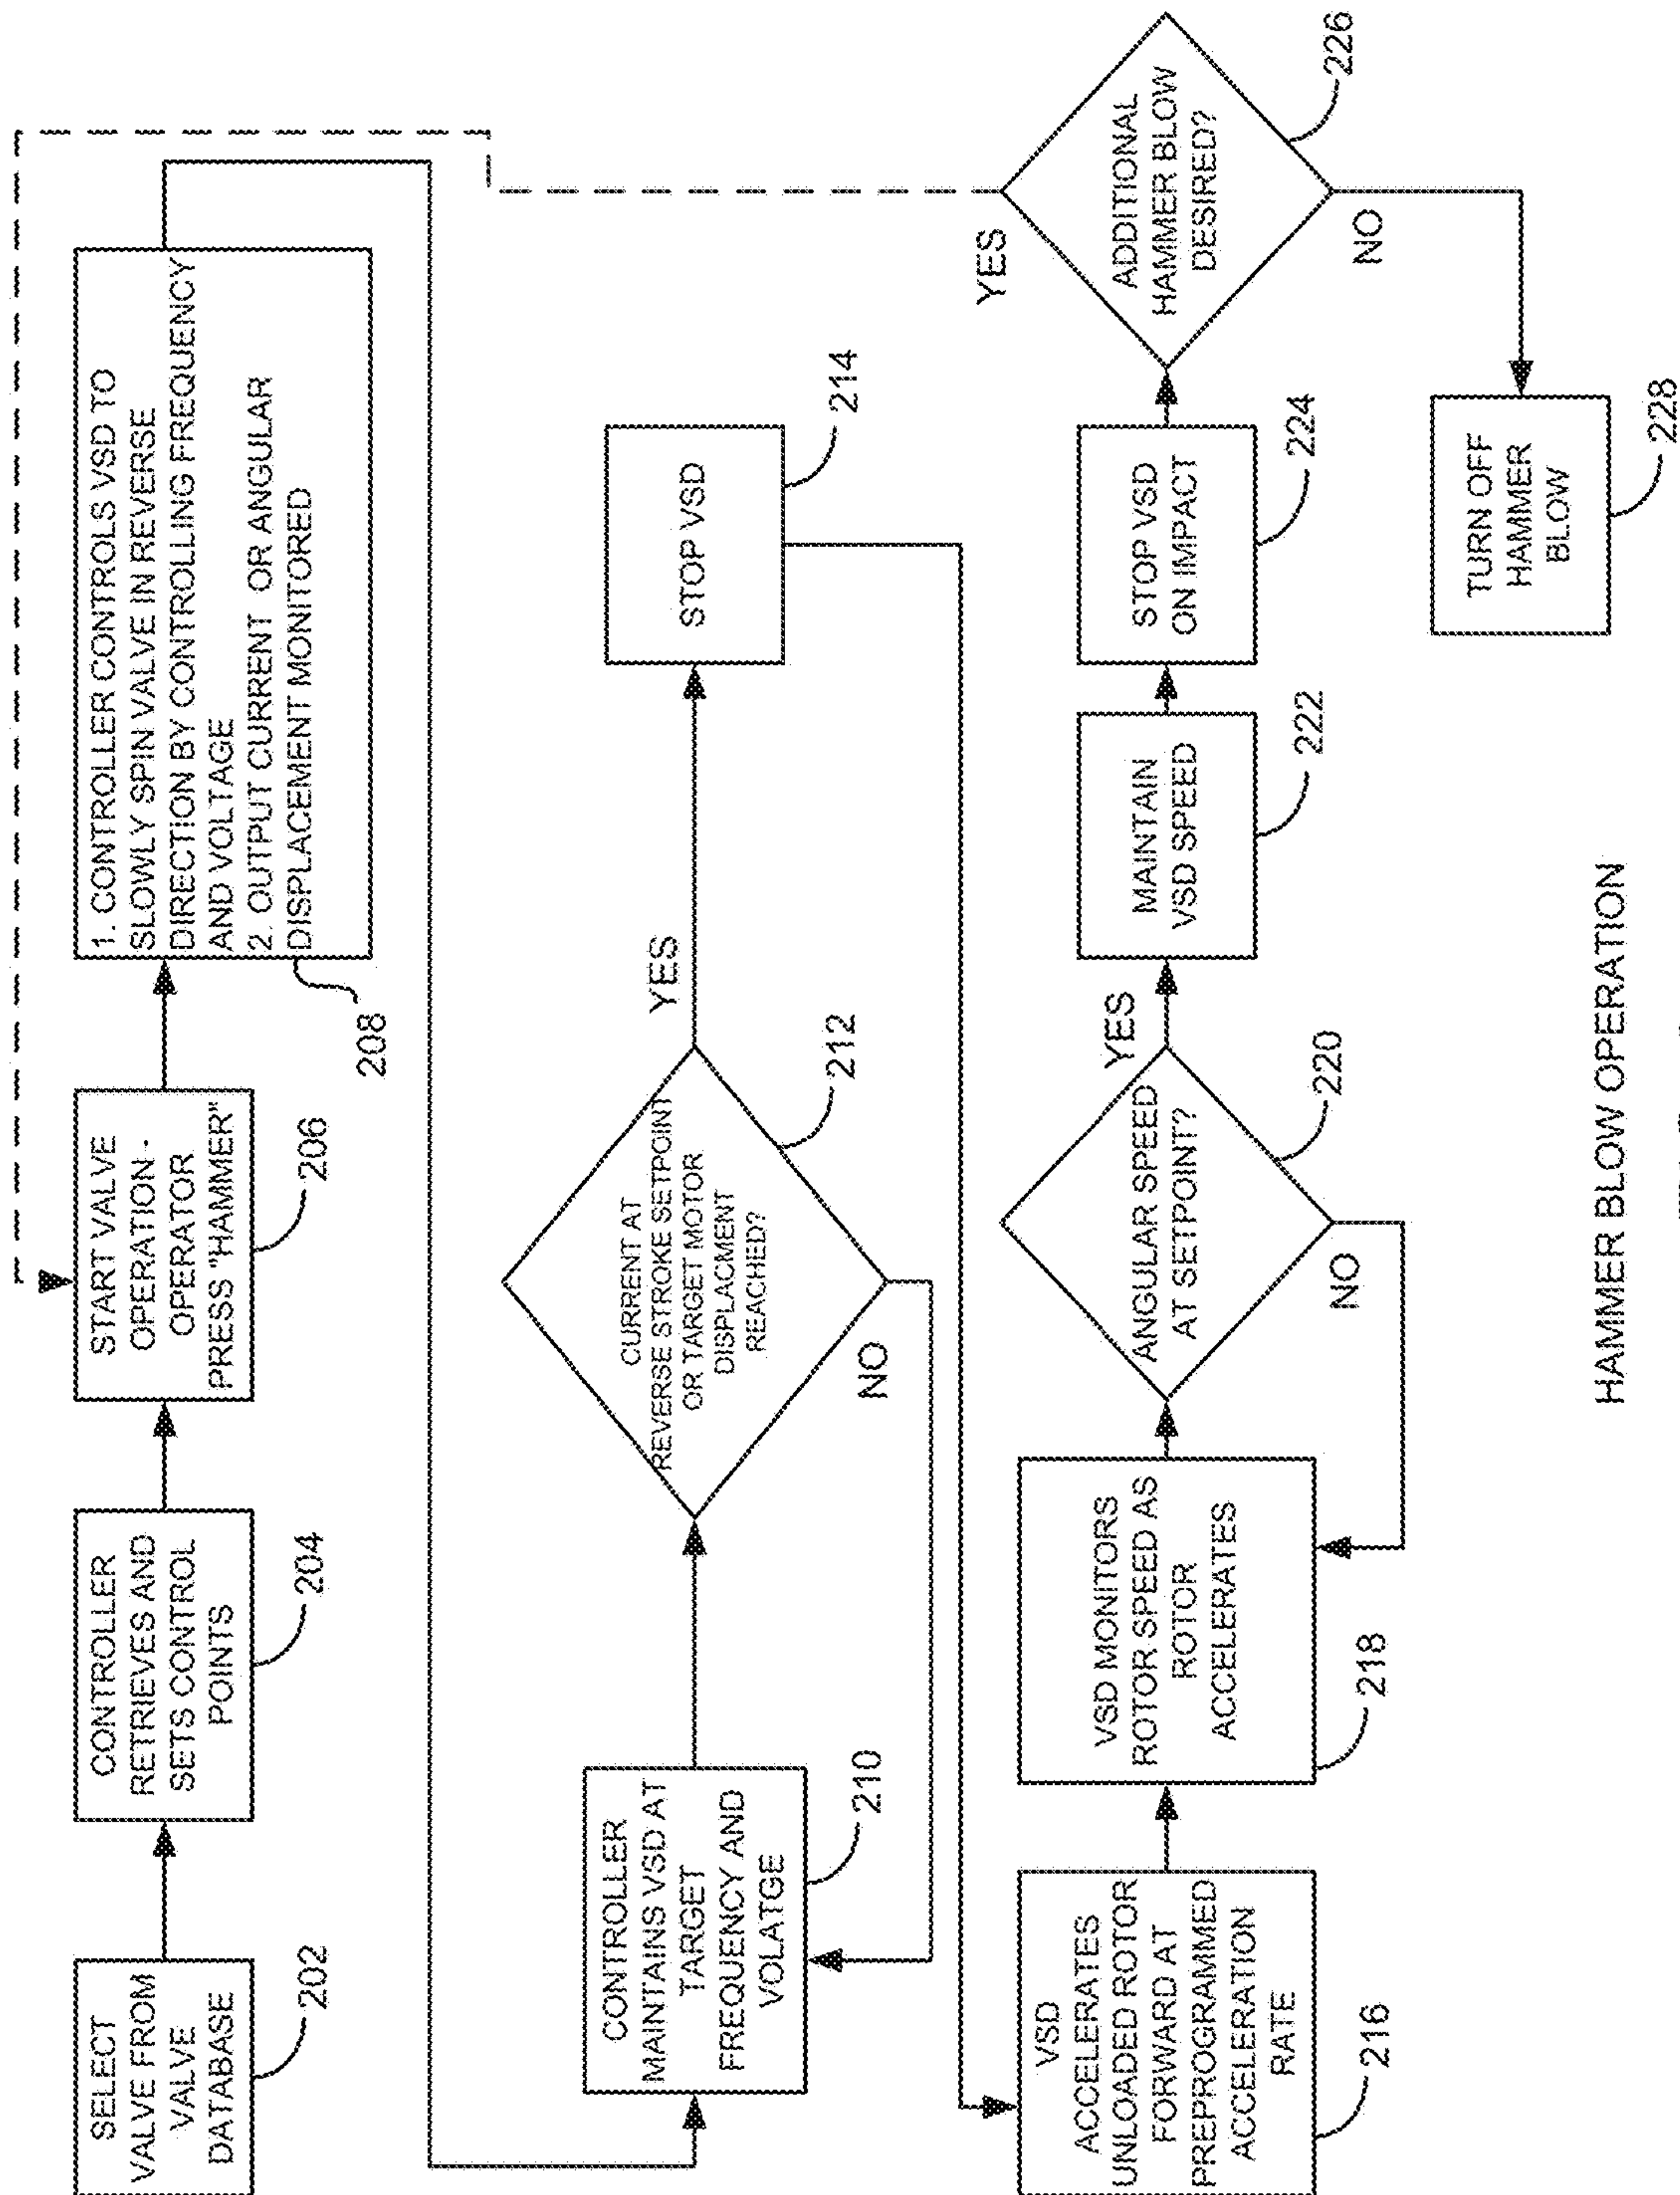 SELECT
VALVE FROM
VALVE
DATABASE
202
CONTROLLER
RETRIEVES AND
SETS CONTROL
POINTS
204
START VALVE
OPERATION -
OPERATOR
PRESS "HAMMER"
206
1. CONTROLLER CONTROLS VSD TO
SLOWLY SPIN VALVE IN REVERSE
DIRECTION BY CONTROLLING FREQUENCY
AND VOLTAGE
2. OUTPUT CURRENT OR ANGULAR
DISPLACEMENT MONITORED
208
CONTROLLER
MAINTAINS VSD AT
TARGET
FREQUENCY AND
VOLATGE
210
CURRENT AT
REVERSE STROKE SETPOINT
OR TARGET MOTOR
DISPLACMENT
REACHED?
212
YES
NO
STOP VSD
214
VSD
ACCELERATES
UNLOADED ROTOR
FORWARD AT
PREPROGRAMMED
ACCELERATION
RATE
216
VSD MONITORS
ROTOR SPEED AS
ROTOR
ACCELERATES
218
ANGULAR SPEED
AT SETPOINT?
220
YES
NO
MAINTAIN
VSD SPEED
222
STOP VSD
ON IMPACT
224
ADDITIONAL
HAMMER BLOW
DESIRED?
226
YES
NO
TURN OFF
HAMMER
BLOW
228
HAMMER BLOW OPERATION